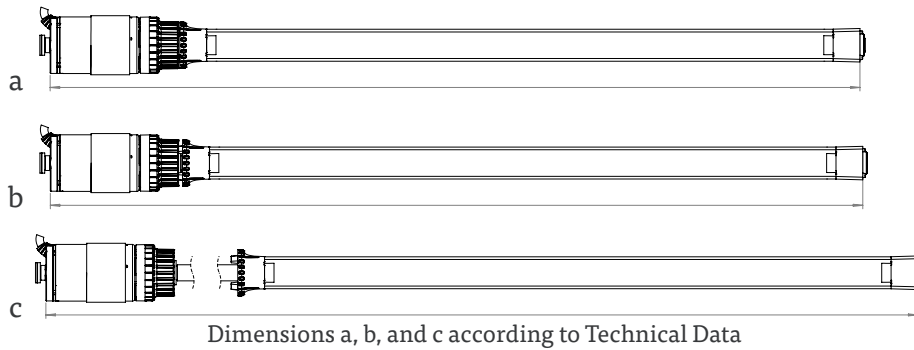 a
b
c
Dimensions a, b, and c according to Technical Data